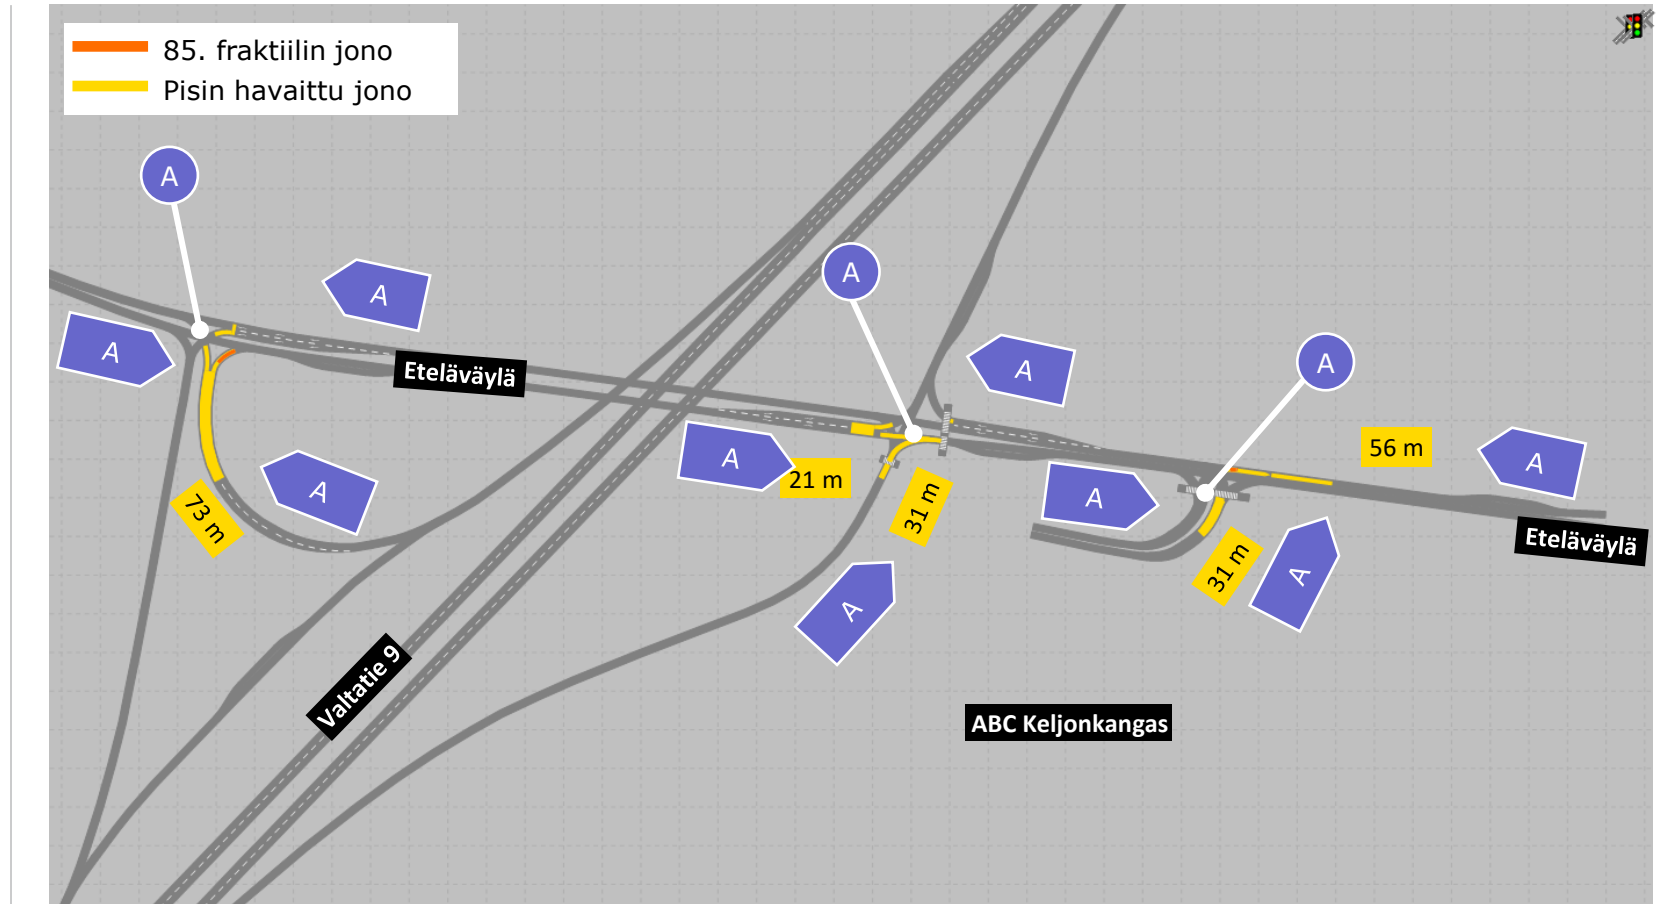 85. fraktiilin jono
Pisin havaittu jono
A
A
A
A
A
Eteläväylä
A
A
56 m
A
A
21 m
A
A
73 m
31 m
Eteläväylä
31 m
A
A
Valtatie 9
ABC Keljonkangas